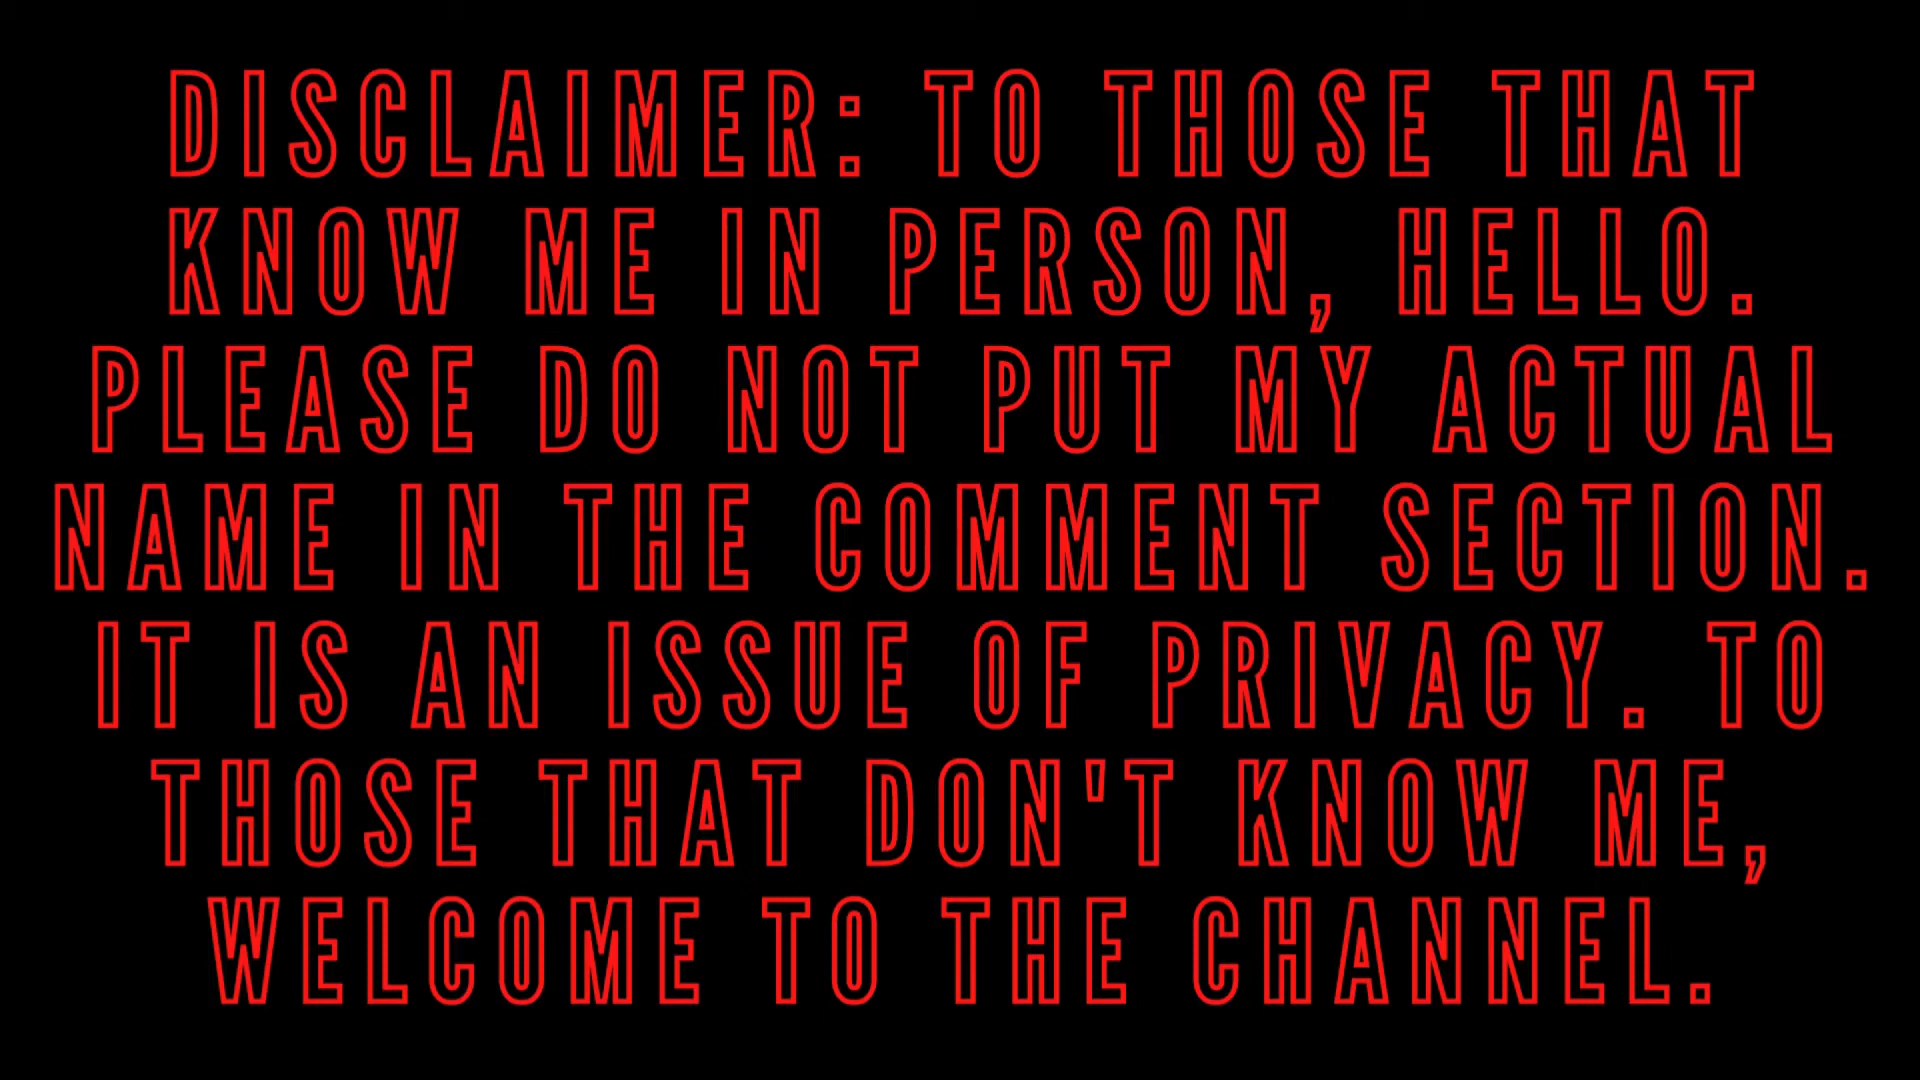 DISCLAIMER: TO THOSE THAT
KNOW ME IN PERSON, HELLO.
PLEASE DO NOT PUT MY ACTUAL
NAME IN THE COMMENT SECTION.
IT IS AN ISSUE OF PRIVACY. TO
THOSE THAT DON'T KNOW ME,
WELCOME TO THE CHANNEL.